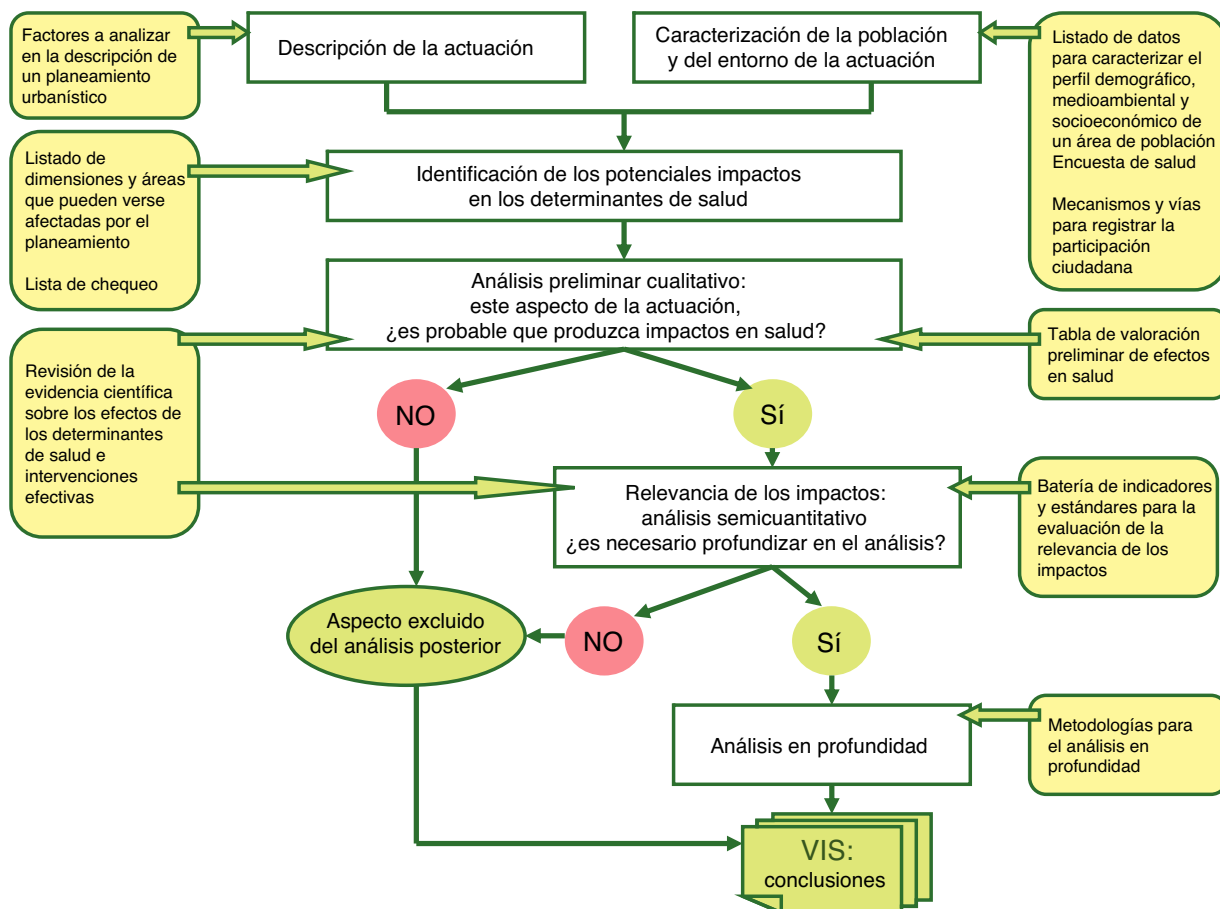 Factores a analizar
en la descripción de
un planeamiento
urbanístico
Descripción de la actuación
Caracterización de la población
y del entorno de la actuación
Listado de datos
para caracterizar el
perfil demográfico,
medioambiental y
socioeconómico de
un área de población
Encuesta de salud
Mecanismos y vías
para registrar la
participación
ciudadana
Listado de
dimensiones y áreas
que pueden verse
afectadas por el
planeamiento
Lista de chequeo
Identificación de los potenciales impactos
en los determinantes de salud
Análisis preliminar cualitativo:
este aspecto de la actuación,
¿es probable que produzca impactos en salud?
Tabla de valoración
preliminar de efectos
en salud
Revisión de la
evidencia científica
sobre los efectos de
los determinantes
de salud e
intervenciones
efectivas
NO
Sí
Relevancia de los impactos:
análisis semicuantitativo
¿es necesario profundizar en el análisis?
Batería de indicadores
y estándares para la
evaluación de la
relevancia de los
impactos
Aspecto excluido
del análisis posterior
NO
Sí
Análisis en profundidad
Metodologías para
el análisis en
profundidad
VIS:
conclusiones